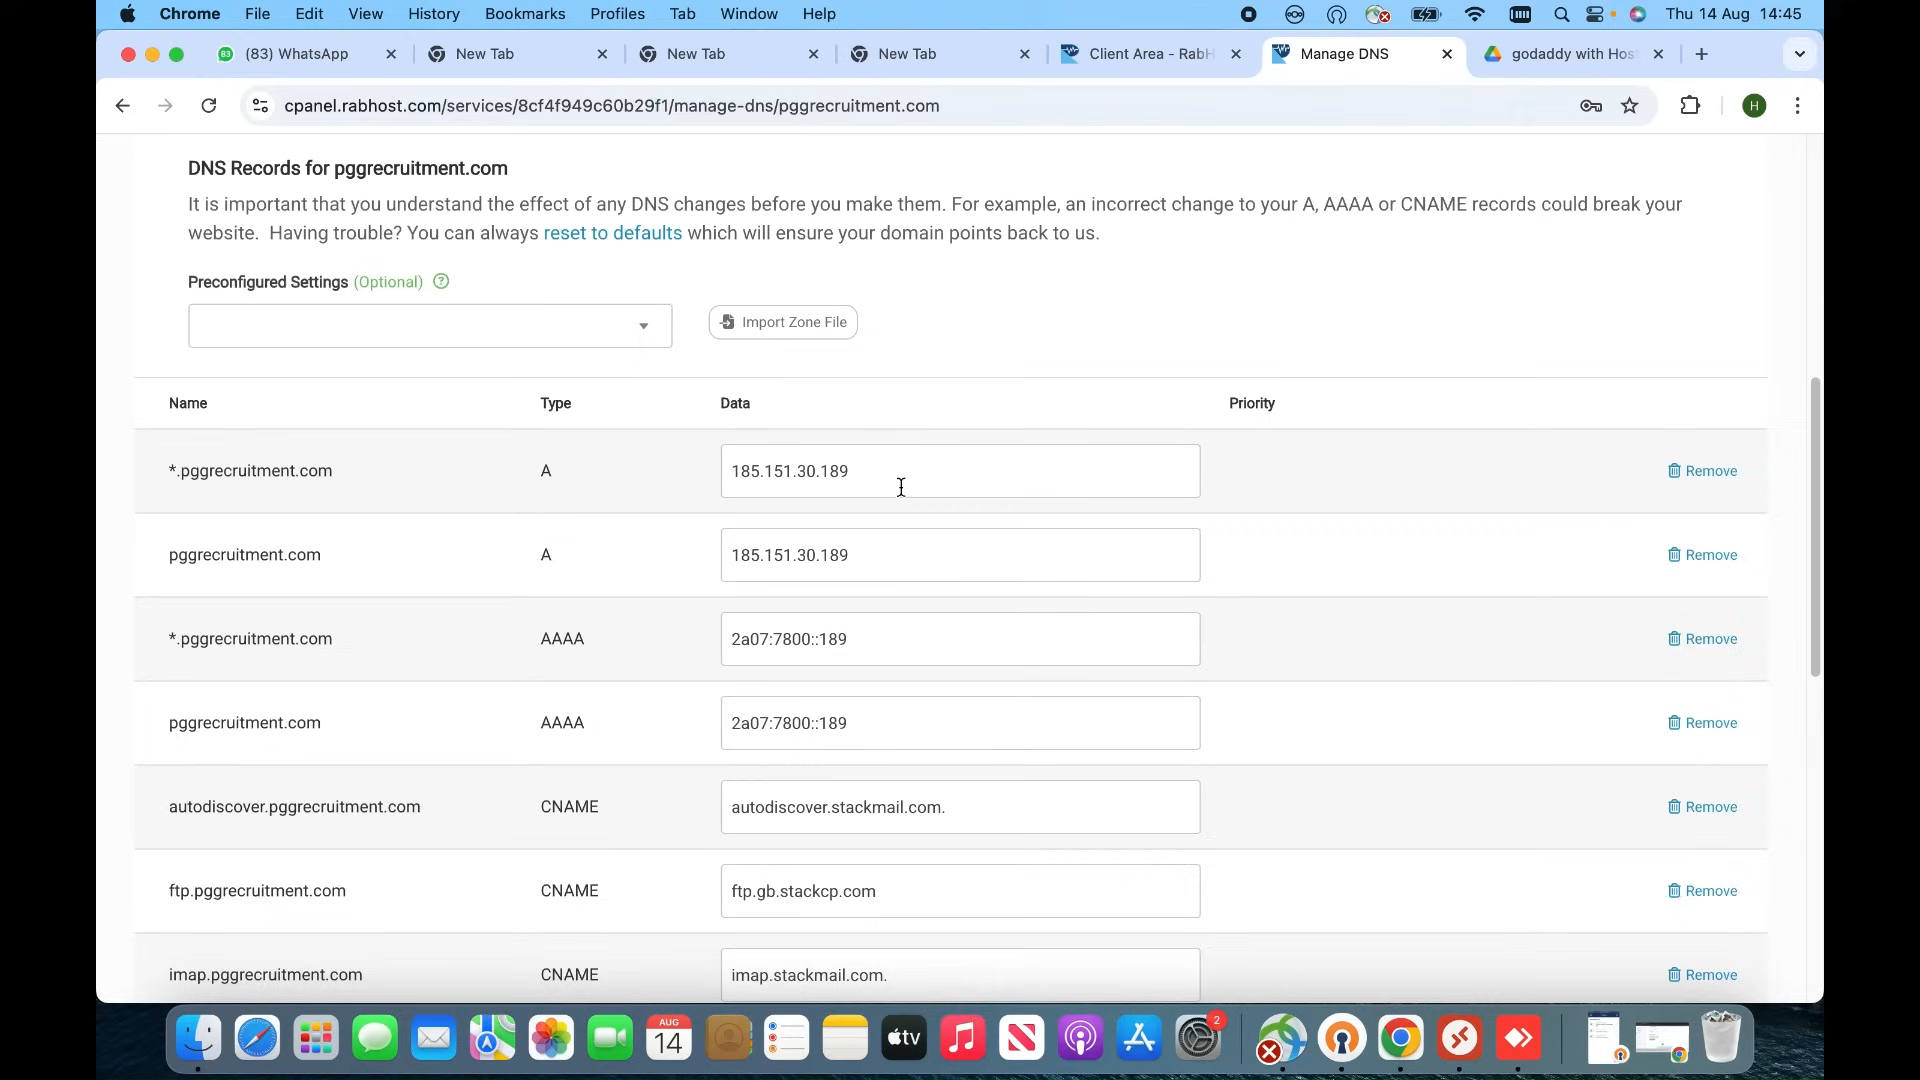 Chrome File Edit View History Bookmarks Profiles Tab Window Help Thu 14 Aug 14:45
(83) WhatsApp New Tab New Tab New Tab Client Area - RabH Manage DNS godaddy with Hos
cpanel.rabhost.com/services/8cf4f949c60b29f1/manage-dns/pggrecruitment.com H
DNS Records for pggrecruitment.com
It is important that you understand the effect of any DNS changes before you make them. For example, an incorrect change to your A, AAAA or CNAME records could break your
website. Having trouble? You can always reset to defaults which will ensure your domain points back to us.
Preconfigured Settings (Optional) ?
Import Zone File
Name Type Data Priority
*.pggrecruitment.com A 185.151.30.189 Remove
pggrecruitment.com A 185.151.30.189 Remove
*.pggrecruitment.com AAAA 2a07:7800::189 Remove
pggrecruitment.com AAAA 2a07:7800::189 Remove
autodiscover.pggrecruitment.com CNAME autodiscover.stackmail.com. Remove
ftp.pggrecruitment.com CNAME ftp.gb.stackcp.com Remove
imap.pggrecruitment.com CNAME imap.stackmail.com. Remove
AUG
14
tv
2